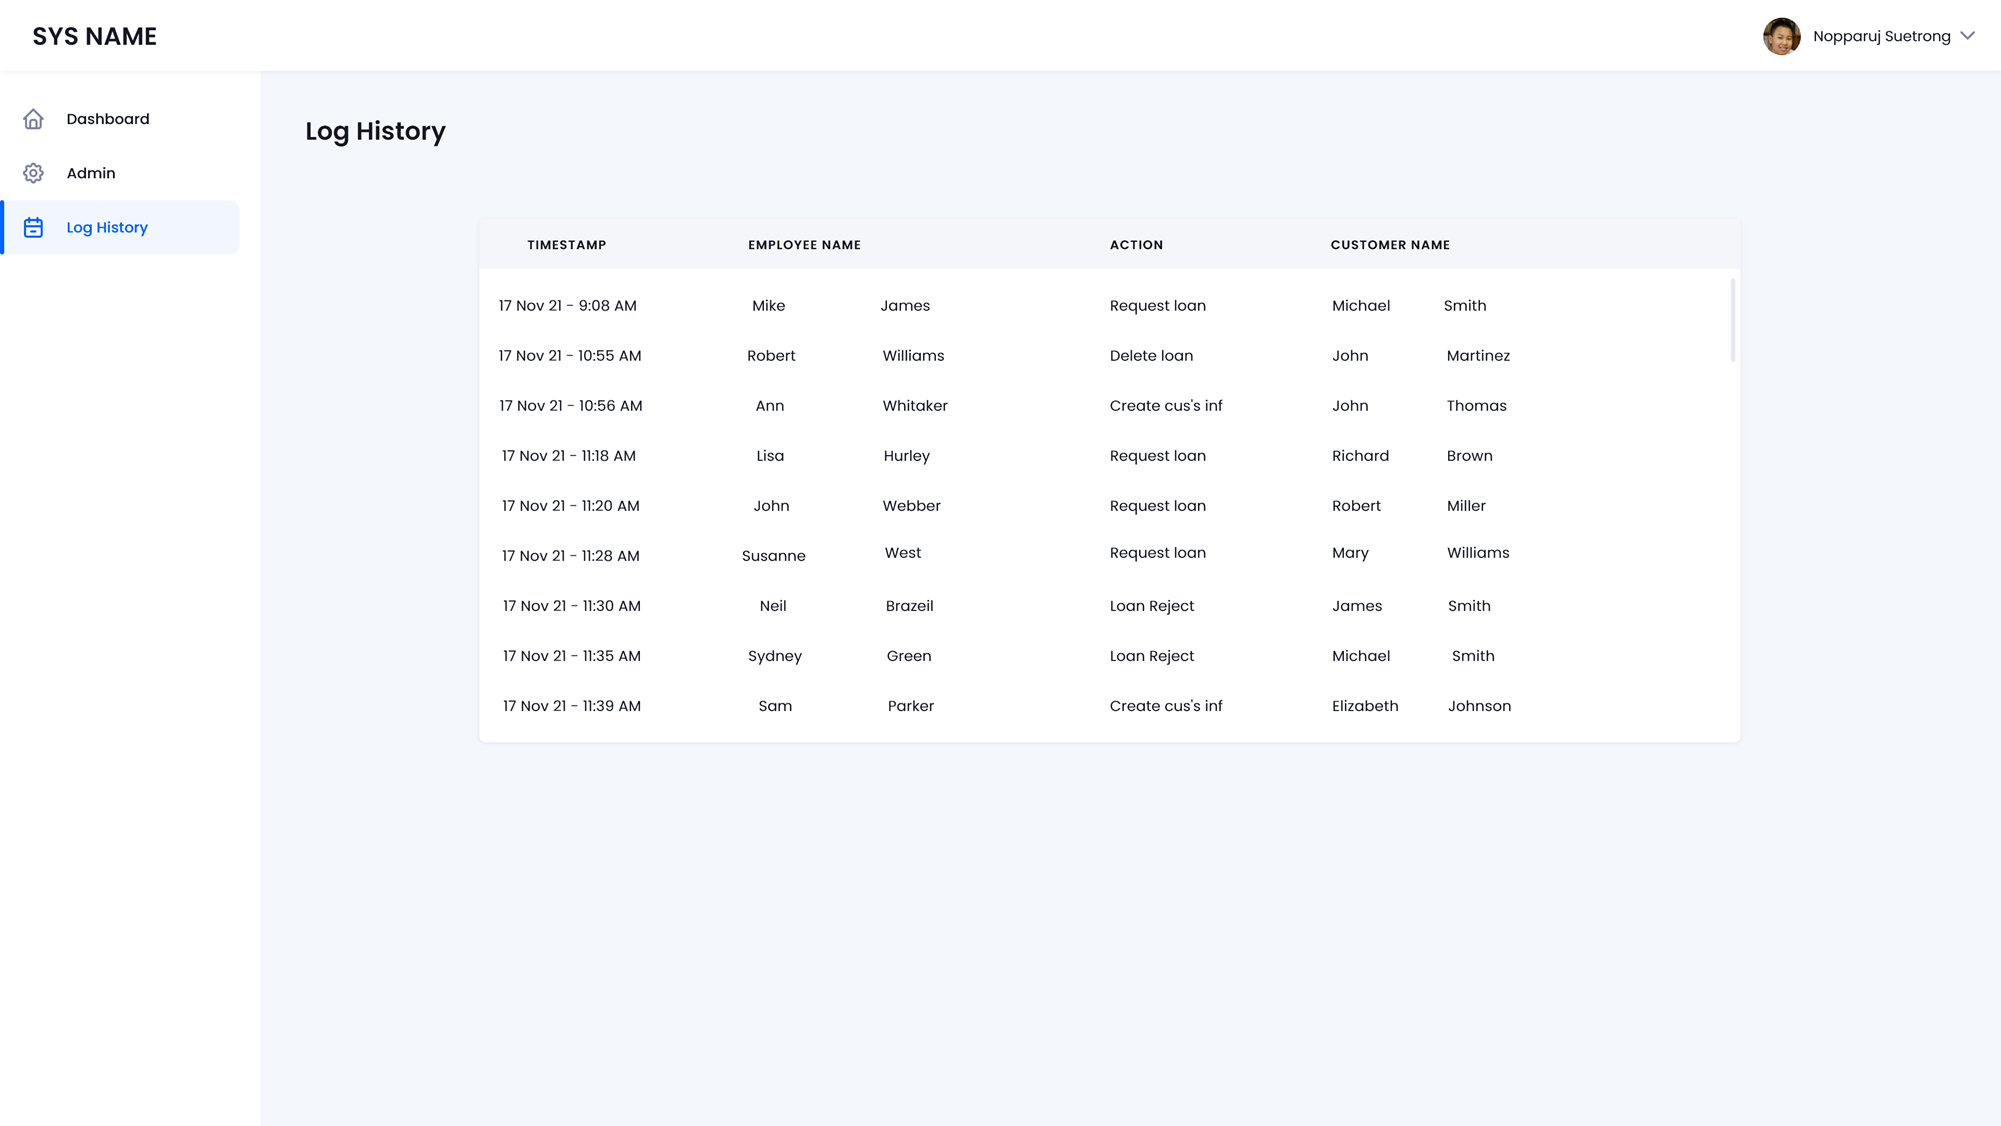 SYS NAME
Nopparuj Suetrong
Dashboard
Admin
Log History
Log History
TIMESTAMP EMPLOYEE NAME ACTION CUSTOMER NAME
17 Nov 21 - 9:08 AM Mike James Request loan Michael Smith
17 Nov 21 - 10:55 AM Robert Williams Delete loan John Martinez
17 Nov 21 - 10:56 AM Ann Whitaker Create cus's inf John Thomas
17 Nov 21 - 11:18 AM Lisa Hurley Request loan Richard Brown
17 Nov 21 - 11:20 AM John Webber Request loan Robert Miller
17 Nov 21 - 11:28 AM Susanne West Request loan Mary Williams
17 Nov 21 - 11:30 AM Neil Brazeil Loan Reject James Smith
17 Nov 21 - 11:35 AM Sydney Green Loan Reject Michael Smith
17 Nov 21 - 11:39 AM Sam Parker Create cus's inf Elizabeth Johnson